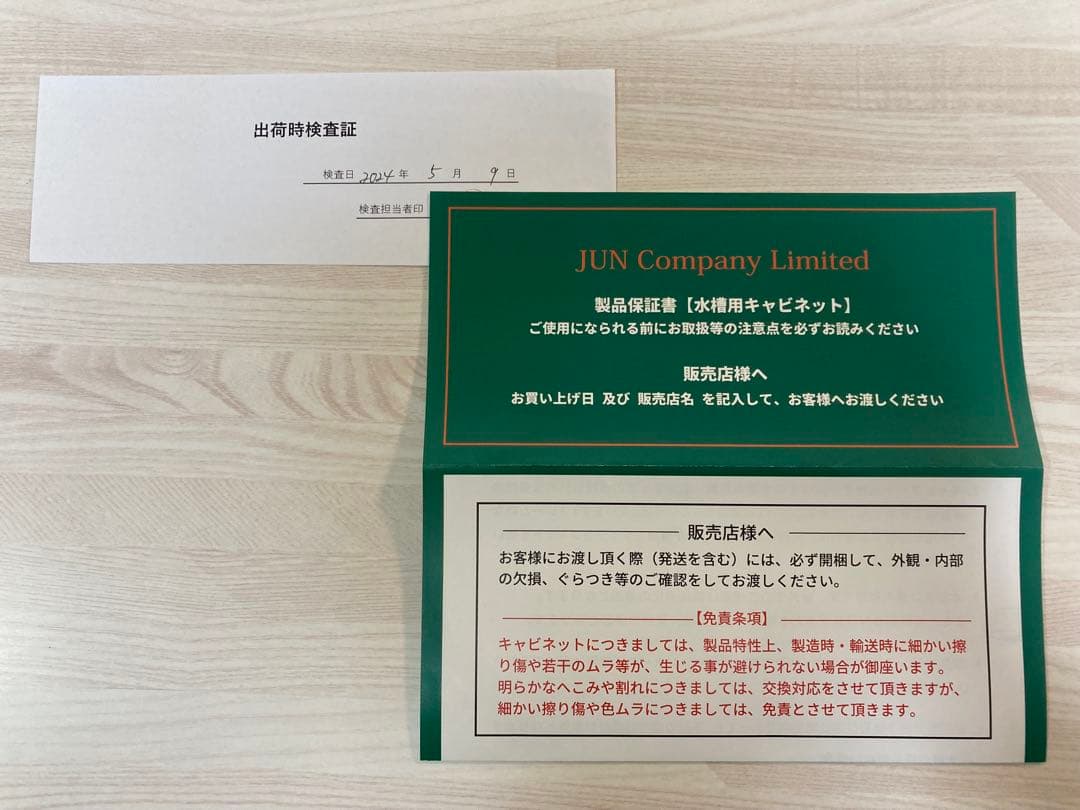 出荷時検査証
検査日 2024 年 5 月 9 日
検査担当者印
JUN Company Limited
製品保証書【水槽用キャビネット】
ご使用になられる前にお取扱等の注意点を必ずお読みください
販売店様へ
お買い上げ日 及び 販売店名 を記入して、お客様へお渡しください
販売店様へ
お客様にお渡し頂く際（発送を含む）には、必ず開梱して、外観・内部
の欠損、ぐらつき等のご確認をしてお渡しください。
【免責条項】
キャビネットにつきましては、製品特性上、製造時・輸送時に細かい擦
り傷や若干のムラ等が、生じる事が避けられない場合が御座います。
明らかなへこみや割れにつきましては、交換対応をさせて頂きますが、
細かい擦り傷や色ムラにつきましては、免責とさせて頂きます。